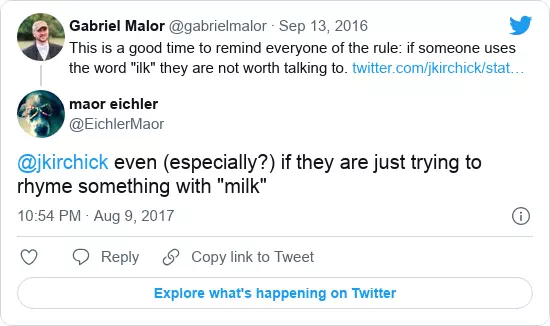 Gabriel Malor @gabrielmalor · Sep 13, 2016
This is a good time to remind everyone of the rule: if someone uses
the word "ilk" they are not worth talking to. twitter.com/jkirchick/stat…
maor eichler
@EichlerMaor
@jkirchick even (especially?) if they are just trying to
rhyme something with "milk"
10:54 PM · Aug 9, 2017
Reply
Copy link to Tweet
Explore what's happening on Twitter